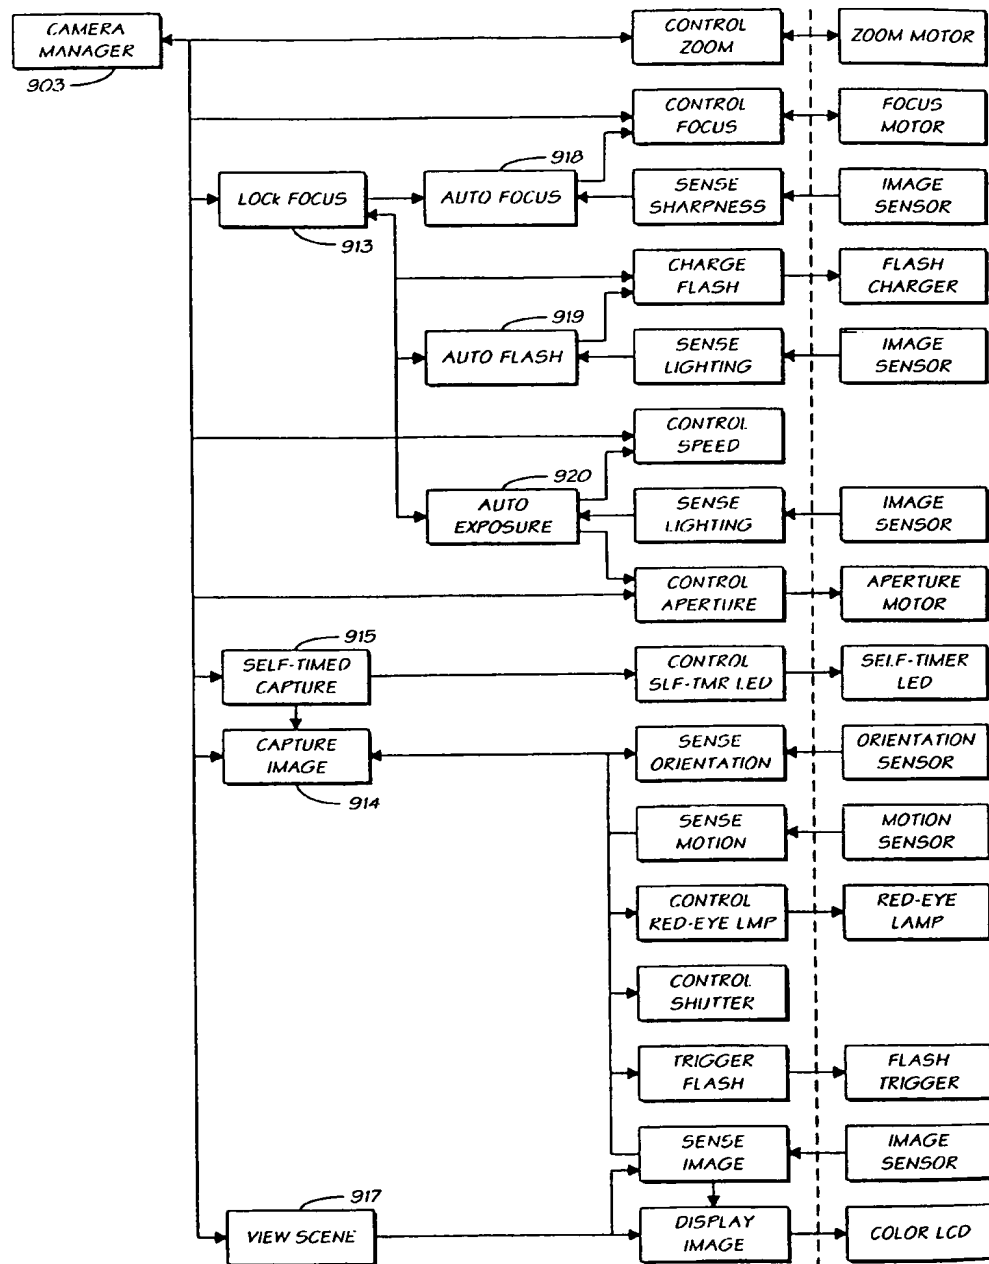 CAMERA
MANAGER
903
CONTROL
ZOOM
ZOOM MOTOR
CONTROL
FOCUS
FOCUS
MOTOR
LOCK FOCUS
913
918
AUTO FOCUS
SENSE
SHARPNESS
IMAGE
SENSOR
CHARGE
FLASH
FLASH
CHARGER
919
AUTO FLASH
SENSE
LIGHTING
IMAGE
SENSOR
CONTROL
SPEED
920
AUTO
EXPOSURE
SENSE
LIGHTING
IMAGE
SENSOR
CONTROL
APERTURE
APERTURE
MOTOR
915
SELF-TIMED
CAPTURE
CONTROL
SLF-TMR LED
SELF-TIMER
LED
CAPTURE
IMAGE
914
SENSE
ORIENTATION
ORIENTATION
SENSOR
SENSE
MOTION
MOTION
SENSOR
CONTROL
RED-EYE LMP
RED-EYE
LAMP
CONTROL
SHUTTER
TRIGGER
FLASH
FLASH
TRIGGER
SENSE
IMAGE
IMAGE
SENSOR
917
VIEW SCENE
DISPLAY
IMAGE
COLOR LCD